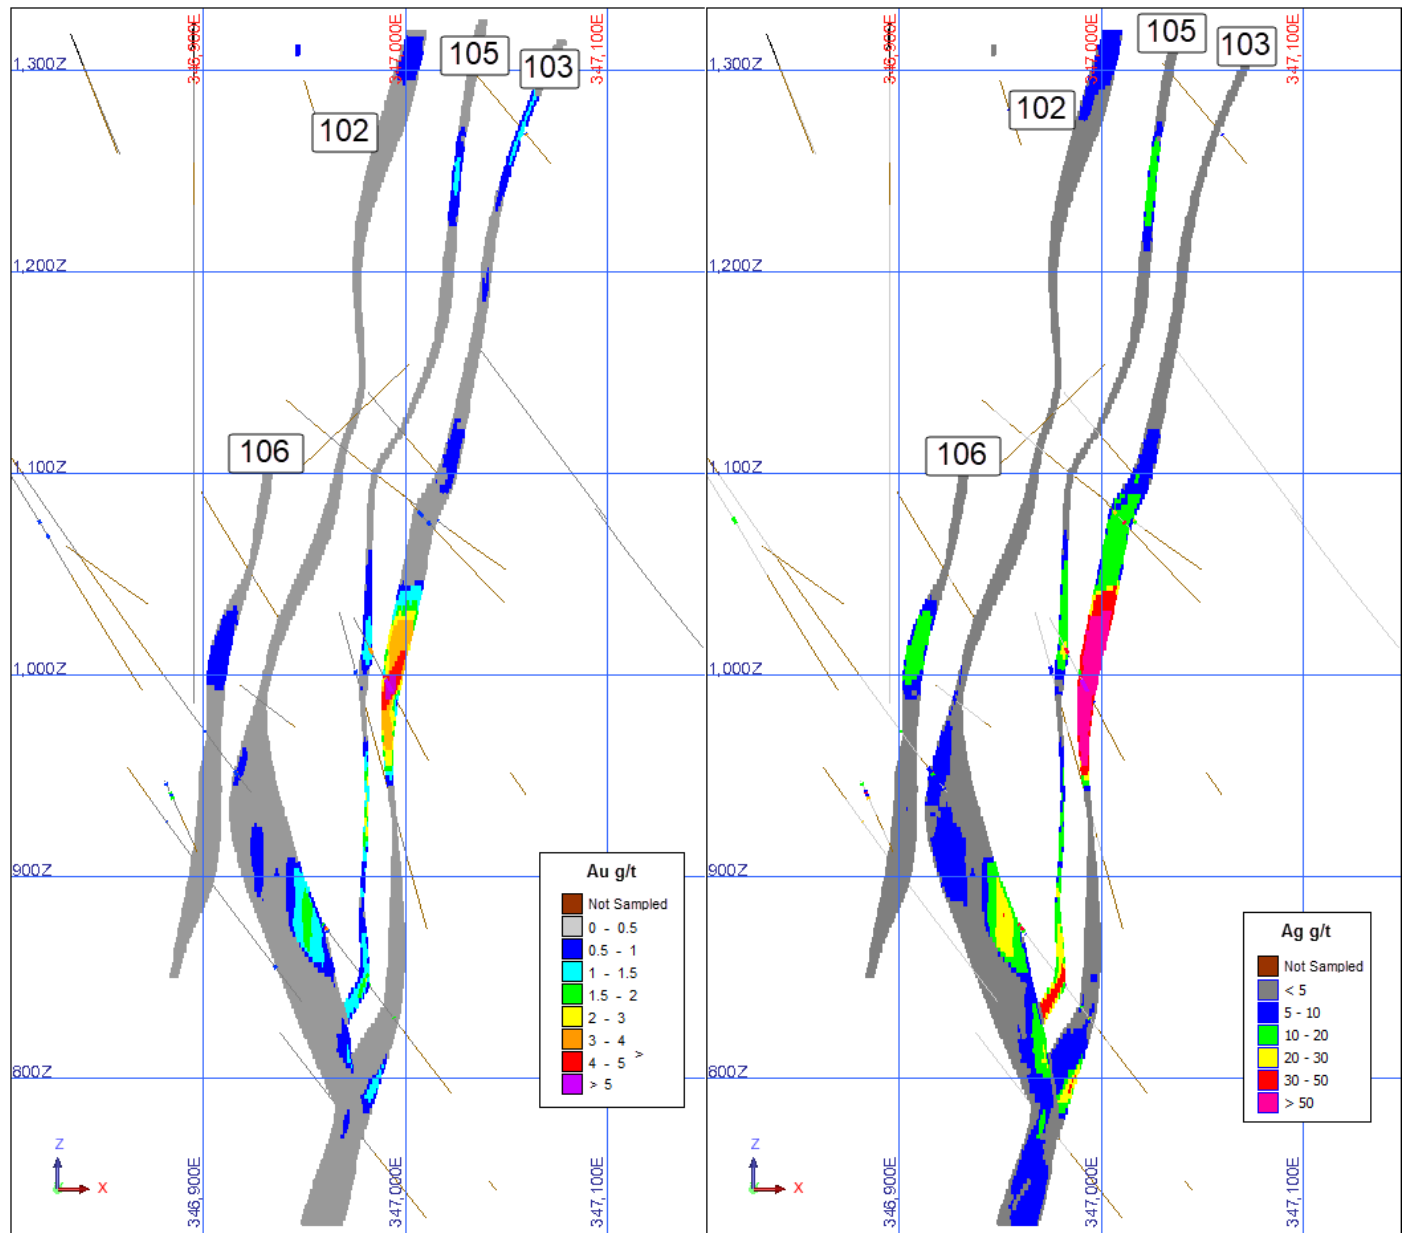 346,900E
347,000E
347,100E
105
103
102
1,300Z
1,200Z
106
1,100Z
1,000Z
900Z
800Z
Au g/t
Not Sampled
0 - 0.5
0.5 - 1
1 - 1.5
1.5 - 2
2 - 3
3 - 4
4 - 5
>
> 5
Z
X
346,900E
347,000E
347,100E
346,900E
347,000E
347,100E
105
103
102
1,300Z
1,200Z
106
1,100Z
1,000Z
900Z
800Z
Ag g/t
Not Sampled
< 5
5 - 10
10 - 20
20 - 30
30 - 50
> 50
Z
X
346,900E
347,000E
347,100E